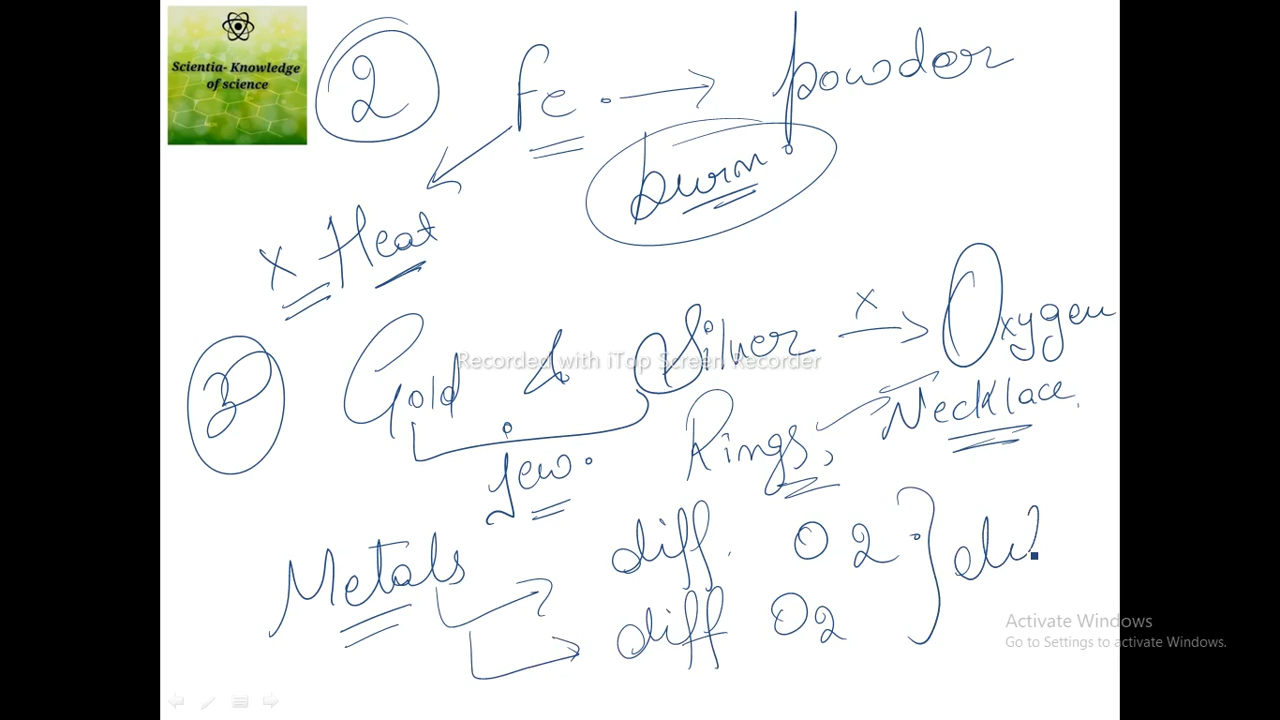 Scientia- Knowledge
of science
2 Fe → powder
burn
x Heat
3 Gold & Silver x → Oxygen
Recorded with iTop Screen Recorder
Rings, Necklace
Jew.
Metals diff. O2
diff O2
Activate Windows
Go to Settings to activate Windows.